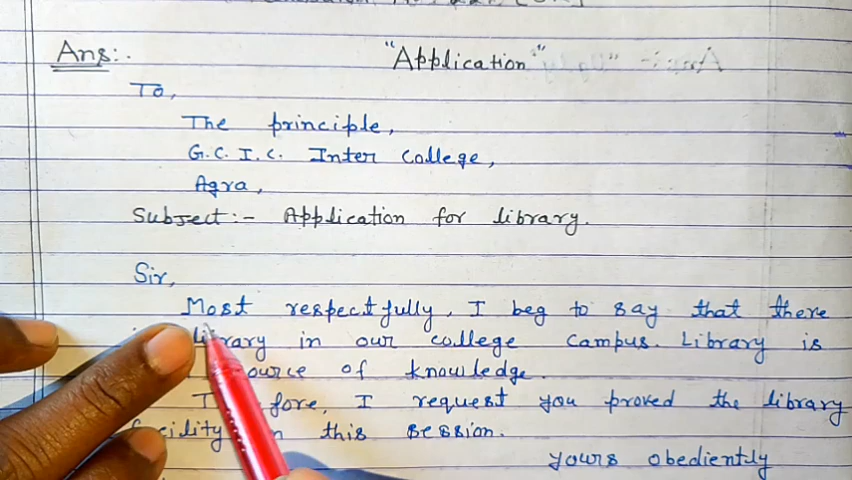 Ans:. "Application"
To,
The principle,
G.C. I.C. Inter college,
Agra,
Subject:- Application for library.
Sir,
Most respectfully, I beg to say that there
library in our college campus. Library is
ource of knowledge.
T fore, I request you proved the library
cility n this session.
yours obediently